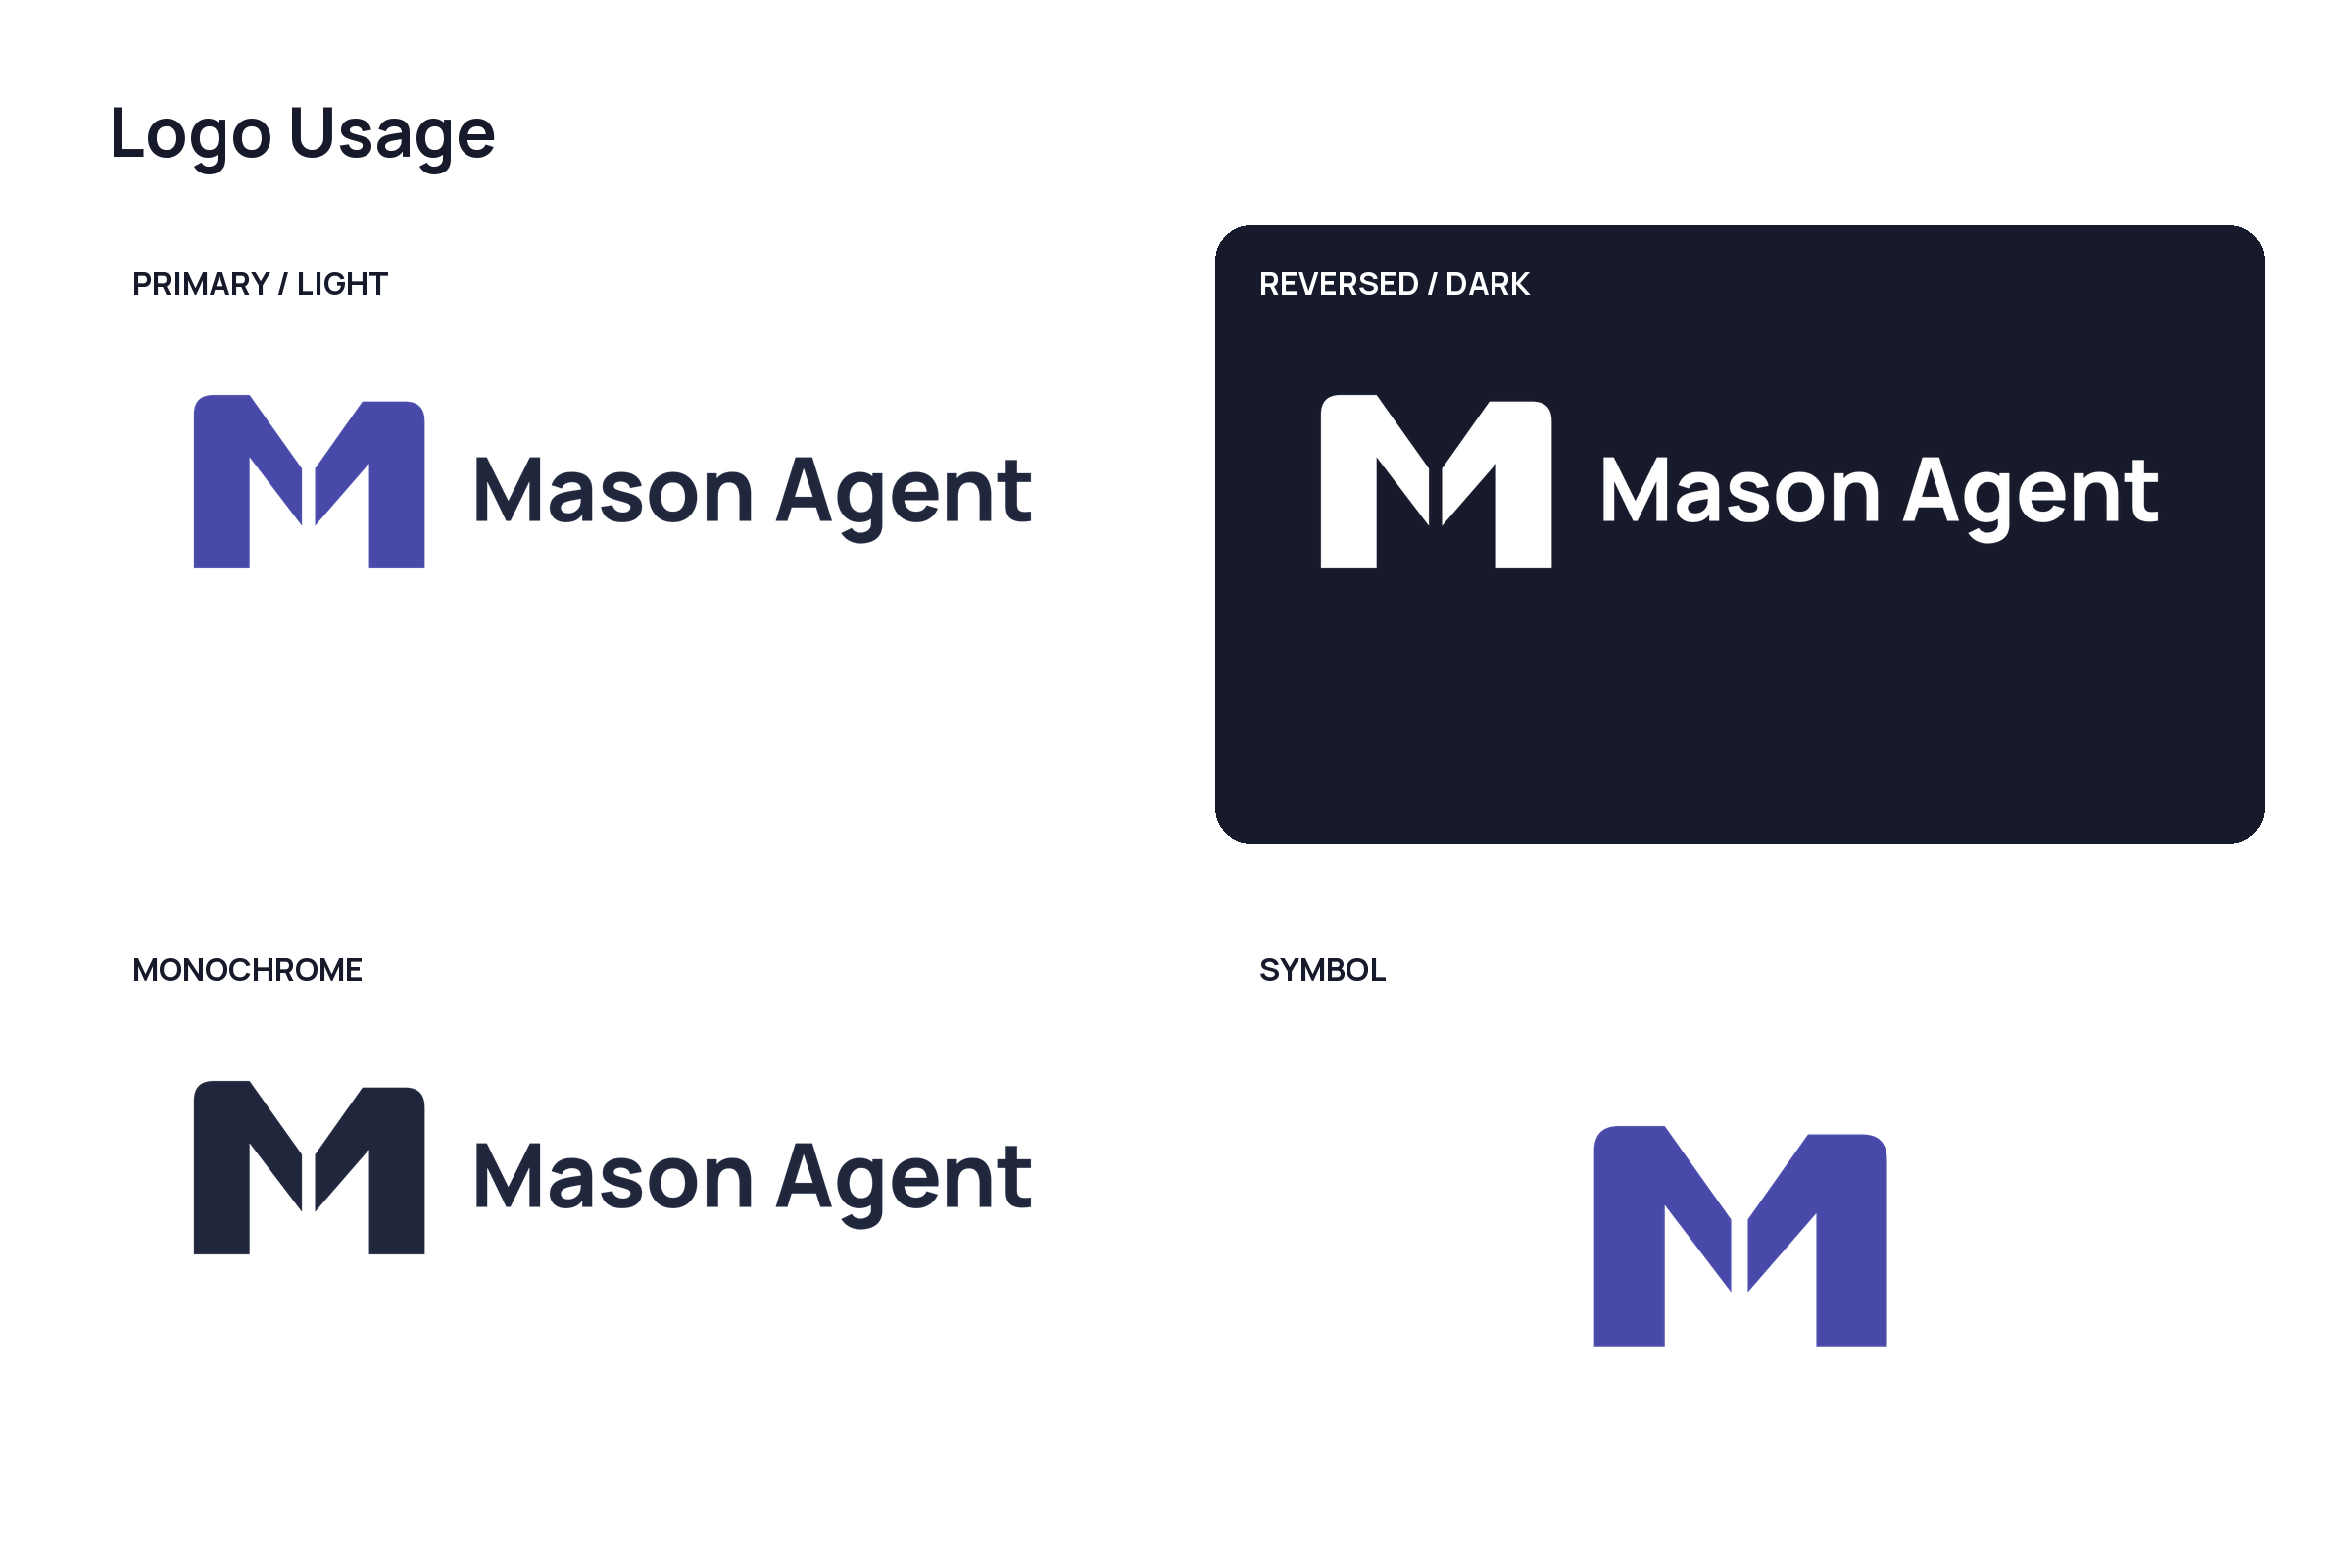 Logo Usage
PRIMARY / LIGHT
Mason Agent
REVERSED / DARK
Mason Agent
MONOCHROME
Mason Agent
SYMBOL